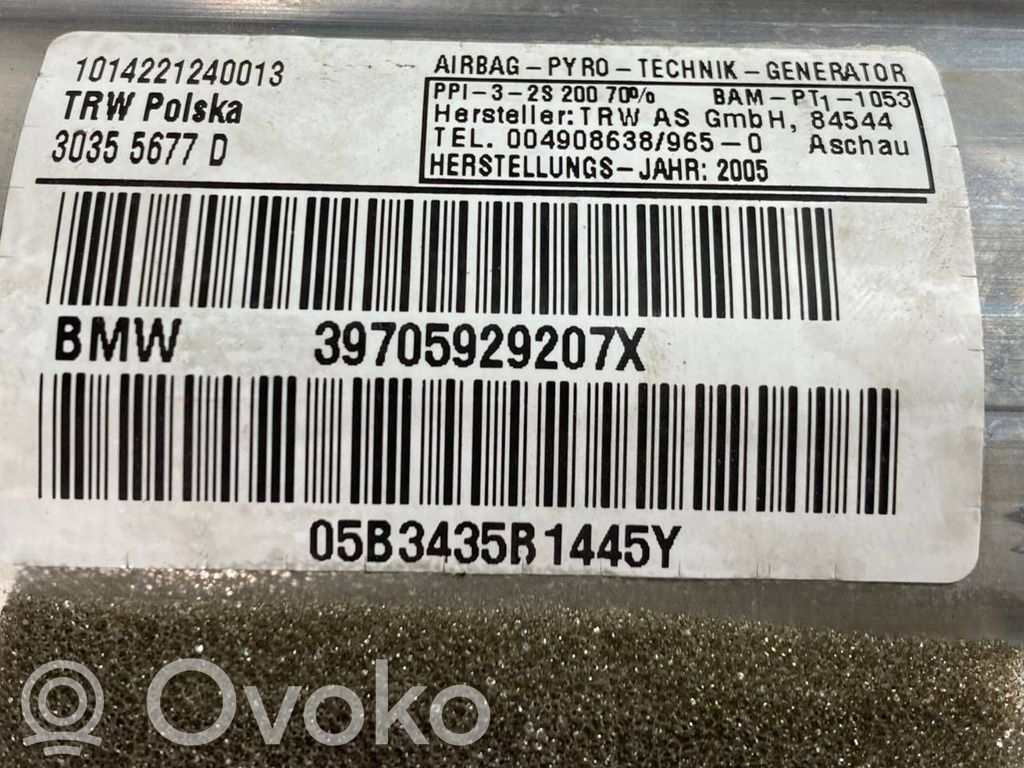 1014221240013
TRW Polska
3035 5677 D
AIRBAG-PYRO-TECHNIK-GENERATOR
PPI-3-2S 200 70% BAM-PT1-1053
Hersteller: TRW AS GmbH, 84544
TEL. 004908638/965-0 Aschau
HERSTELLUNGS-JAHR: 2005
BMW 39705929207X
05B3435B1445Y
Ovoko